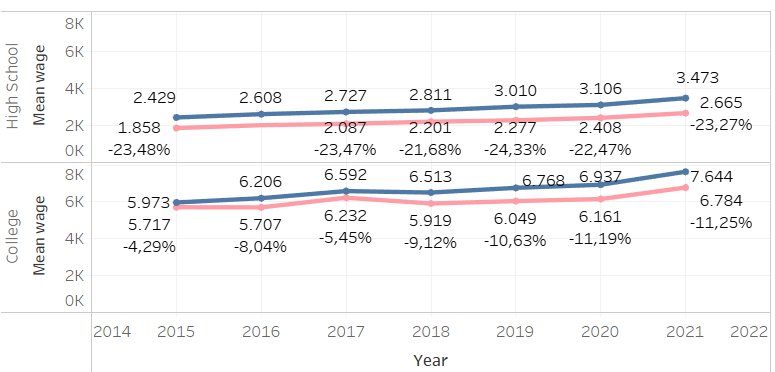 High School
Mean wage
8K
6K
4K
2K
0K
2.429 2.608 2.727 2.811 3.010 3.106 3.473
1.858 2.087 2.201 2.277 2.408 2.665
-23,48% -23,47% -21,68% -24,33% -22,47% -23,27%
College
Mean wage
8K
6K
4K
2K
0K
5.973 6.206 6.592 6.513 6.768 6.937 7.644
5.717 5.707 6.232 5.919 6.049 6.161 6.784
-4,29% -8,04% -5,45% -9,12% -10,63% -11,19% -11,25%
2014 2015 2016 2017 2018 2019 2020 2021 2022
Year